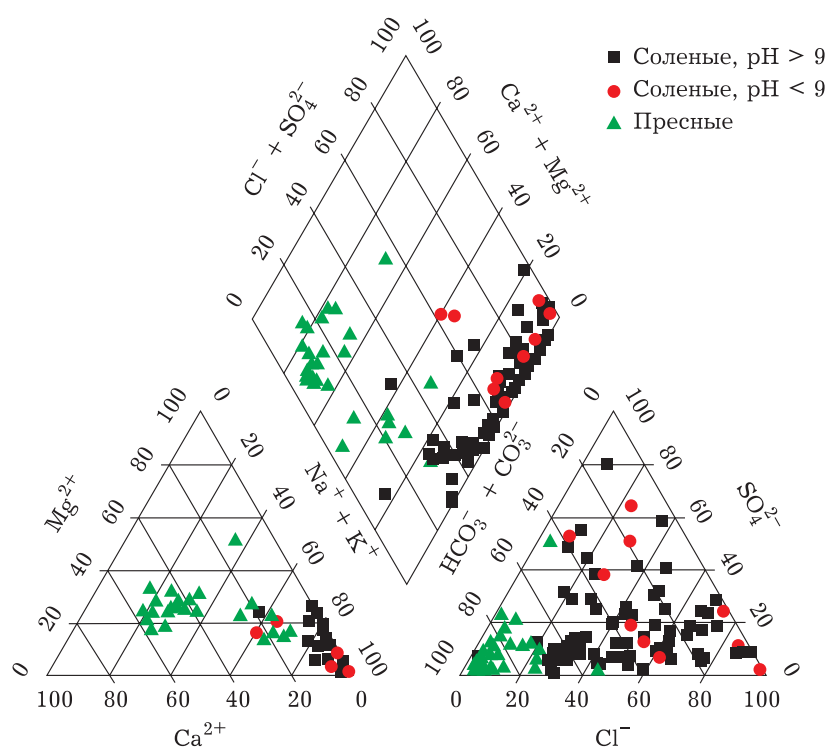 Соленые, pH > 9
Соленые, pH < 9
Пресные
Cl⁻ + SO₄²⁻
Ca²⁺ + Mg²⁺
100 100
80 80
60 60
40 40
20 20
0 0
Na⁺ + K⁺
HCO₃⁻ + CO₃²⁻
Mg²⁺
100 0
80 20
60 40
40 60
20 80
0 100
100 80 60 40 20 0
Ca²⁺
SO₄²⁻
0 100
20 80
40 60
60 40
80 20
100 0
0 20 40 60 80 100
Cl⁻